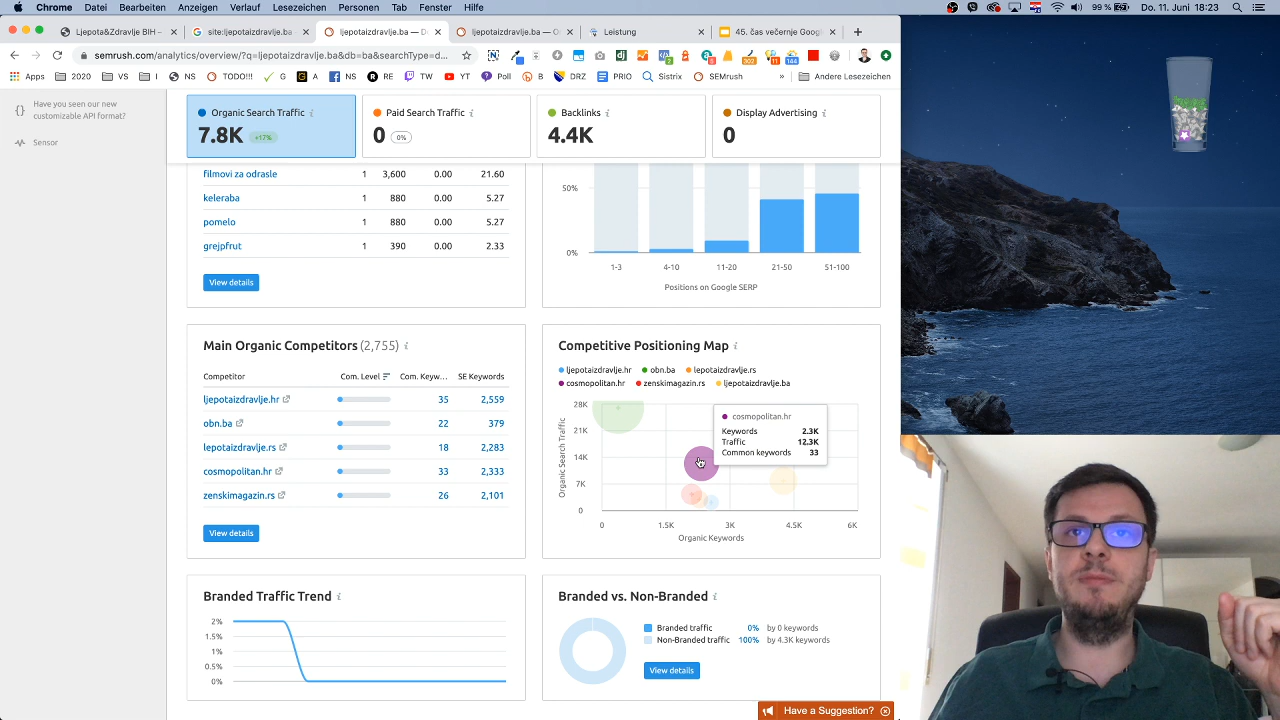 Chrome Datei Bearbeiten Anzeigen Verlauf Lesezeichen Personen Tab Fenster Hilfe
99 % Do. 11. Juni 18:23
Ljepota&Zdravlje BIH –
site:ljepotaizdravlje.ba
ljepotaizdravlje.ba — O
ljepotaizdravlje.ba — O
Leistung
45. čas večernje Goog
semrush.com/analytics/overview/?q=ljepotaizdravlje.ba&db=ba&searchType=d...
Apps 2020 VS I NS TODO!!! G A NS RE TW YT Poll B DRZ PRIO Sistrix SEMrush » Andere Lesezeichen
Have you seen our new
customizable API format?
Sensor
Organic Search Traffic
7.8K +17%
Paid Search Traffic
0 0%
Backlinks
4.4K
Display Advertising
0
filmovi za odrasle 1 3,600 0.00 21.60
keleraba 1 880 0.00 5.27
pomelo 1 880 0.00 5.27
grejpfrut 1 390 0.00 2.33
View details
50%
0%
1-3 4-10 11-20 21-50 51-100
Positions on Google SERP
Main Organic Competitors (2,755)
Competitor Com. Level Com. Keyw... SE Keywords
ljepotaizdravlje.hr 35 2,559
obn.ba 22 379
lepotaizdravlje.rs 18 2,283
cosmopolitan.hr 33 2,333
zenskimagazin.rs 26 2,101
View details
Competitive Positioning Map
ljepotaizdravlje.hr obn.ba lepotaizdravlje.rs
cosmopolitan.hr zenskimagazin.rs ljepotaizdravlje.ba
Organic Search Traffic
28K
21K
14K
7K
0
cosmopolitan.hr
Keywords 2.3K
Traffic 12.3K
Common keywords 33
0 1.5K 3K 4.5K 6K
Organic Keywords
Branded Traffic Trend
2%
1.5%
1%
0.5%
0%
Branded vs. Non-Branded
Branded traffic 0% by 0 keywords
Non-Branded traffic 100% by 4.3K keywords
View details
Have a Suggestion?